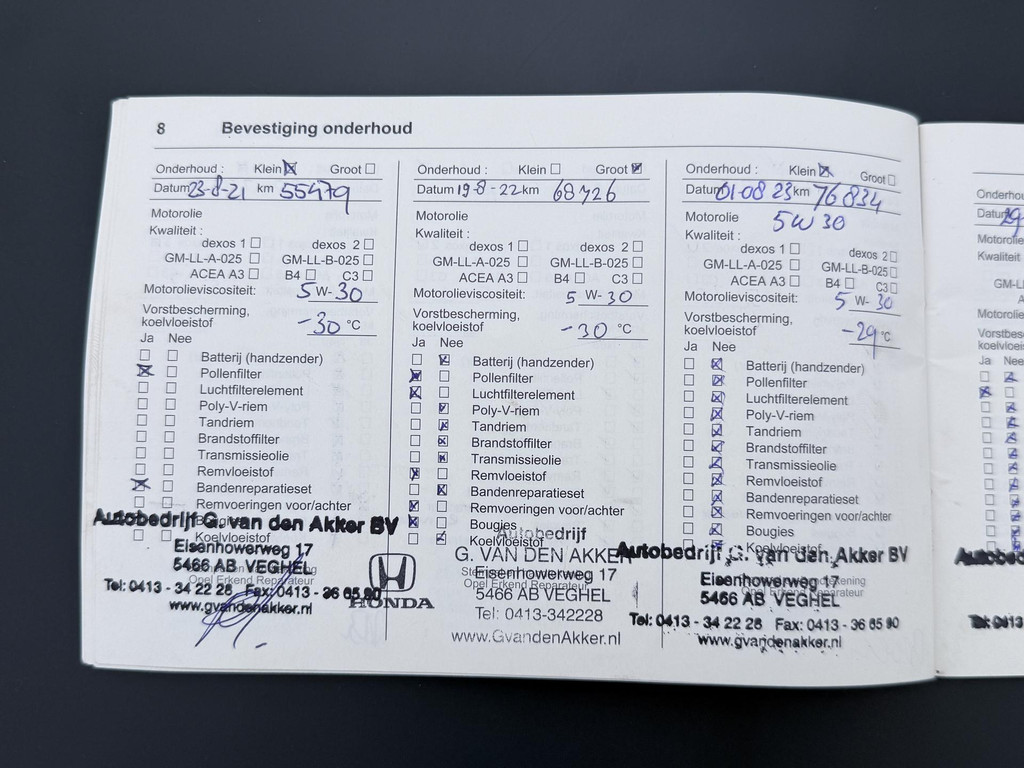 8 Bevestiging onderhoud
Onderhoud : Klein ☒ Groot ☐
Datum 23-8-21 km 55479
Motorolie
Kwaliteit :
dexos 1 ☐ dexos 2 ☐
GM-LL-A-025 ☐ GM-LL-B-025 ☐
ACEA A3 ☐ B4 ☐ C3 ☐
Motorolieviscositeit: 5 W-30
Vorstbescherming,
koelvloeistof -30 °C
Ja Nee
☐ ☐ Batterij (handzender)
☒ ☐ Pollenfilter
☐ ☐ Luchtfilterelement
☐ ☐ Poly-V-riem
☐ ☐ Tandriem
☐ ☐ Brandstoffilter
☐ ☐ Transmissieolie
☐ ☐ Remvloeistof
☒ ☐ Bandenreparatieset
☐ ☐ Remvoeringen voor/achter
Autobedrijf G. van den Akker BV
Eisenhowerweg 17
5466 AB VEGHEL
Opel Erkend Reparateur
Tel: 0413 - 34 22 28 Fax: 0413 - 36 65 90
www.gvandenakker.nl
Onderhoud : Klein ☐ Groot ☒
Datum 19-8-22 km 68726
Motorolie
Kwaliteit :
dexos 1 ☐ dexos 2 ☐
GM-LL-A-025 ☐ GM-LL-B-025 ☐
ACEA A3 ☐ B4 ☐ C3 ☐
Motorolieviscositeit: 5 W-30
Vorstbescherming,
koelvloeistof -30 °C
Ja Nee
☐ ☒ Batterij (handzender)
☒ ☐ Pollenfilter
☒ ☐ Luchtfilterelement
☐ ☒ Poly-V-riem
☐ ☒ Tandriem
☐ ☒ Brandstoffilter
☐ ☒ Transmissieolie
☒ ☐ Remvloeistof
☐ ☒ Bandenreparatieset
☒ ☐ Remvoeringen voor/achter
☒ ☐ Bougies
☐ ☒ Koelvloeistof
Autobedrijf
G. VAN DEN AKKER
Eisenhowerweg 17
Opel Erkend Reparateur
5466 AB VEGHEL
HONDA
Tel: 0413-342228
www.GvandenAkker.nl
Onderhoud : Klein ☒ Groot ☐
Datum 01-08 23 km 76834
Motorolie 5W30
Kwaliteit :
dexos 1 ☐ dexos 2 ☐
GM-LL-A-025 ☐ GM-LL-B-025 ☐
ACEA A3 ☐ B4 ☐ C3 ☐
Motorolieviscositeit: 5 W-30
Vorstbescherming,
koelvloeistof -29 °C
Ja Nee
☐ ☒ Batterij (handzender)
☐ ☒ Pollenfilter
☐ ☒ Luchtfilterelement
☐ ☒ Poly-V-riem
☐ ☒ Tandriem
☐ ☒ Brandstoffilter
☐ ☒ Transmissieolie
☐ ☒ Remvloeistof
☐ ☒ Bandenreparatieset
☐ ☒ Remvoeringen voor/achter
☐ ☒ Bougies
☐ ☒ Koelvloeistof
Autobedrijf G. van den Akker BV
Eisenhowerweg 17
5466 AB VEGHEL
Tel: 0413 - 34 22 28 Fax: 0413 - 36 65 90
www.gvandenakker.nl
Ja Nee